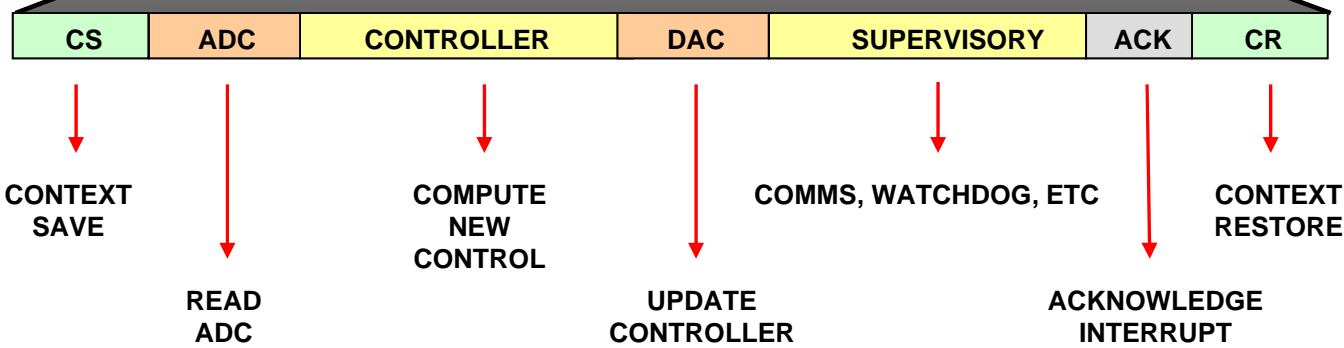 CS ADC CONTROLLER DAC SUPERVISORY ACK CR
CONTEXT
SAVE
READ
ADC
COMPUTE
NEW
CONTROL
UPDATE
CONTROLLER
COMMS, WATCHDOG, ETC
ACKNOWLEDGE
INTERRUPT
CONTEXT
RESTORE